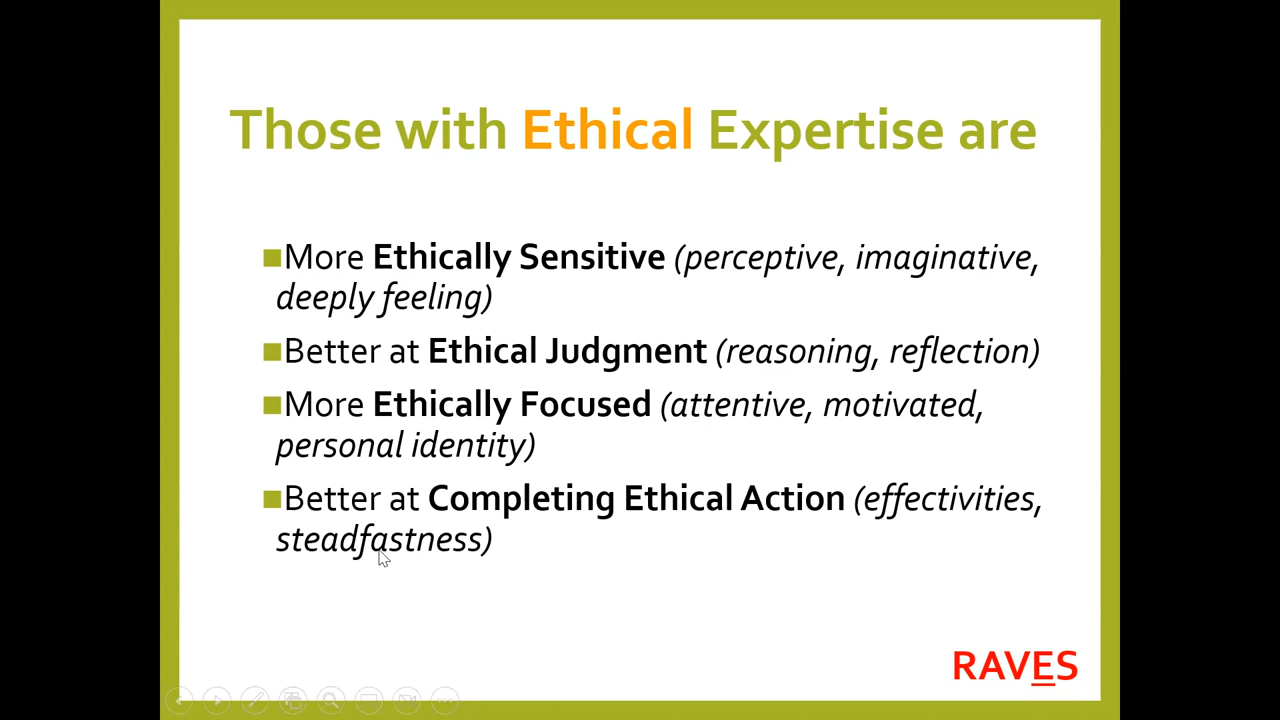 Those with Ethical Expertise are
More Ethically Sensitive (perceptive, imaginative,
deeply feeling)
Better at Ethical Judgment (reasoning, reflection)
More Ethically Focused (attentive, motivated,
personal identity)
Better at Completing Ethical Action (effectivities,
steadfastness)
RAVES